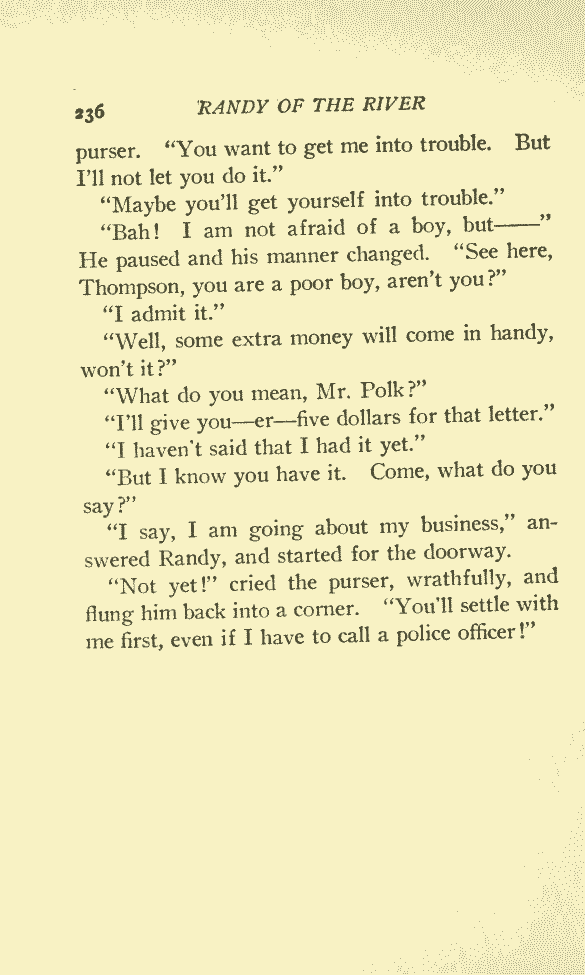 236 RANDY OF THE RIVER
purser. “You want to get me into trouble. But
I'll not let you do it.”
“Maybe you'll get yourself into trouble.”
“Bah! I am not afraid of a boy, but——”
He paused and his manner changed. “See here,
Thompson, you are a poor boy, aren't you?”
“I admit it.”
“Well, some extra money will come in handy,
won't it?”
“What do you mean, Mr. Polk?”
“I'll give you—er—five dollars for that letter.”
“I haven't said that I had it yet.”
“But I know you have it. Come, what do you
say?”
“I say, I am going about my business,” an-
swered Randy, and started for the doorway.
“Not yet!” cried the purser, wrathfully, and
flung him back into a corner. “You'll settle with
me first, even if I have to call a police officer!”